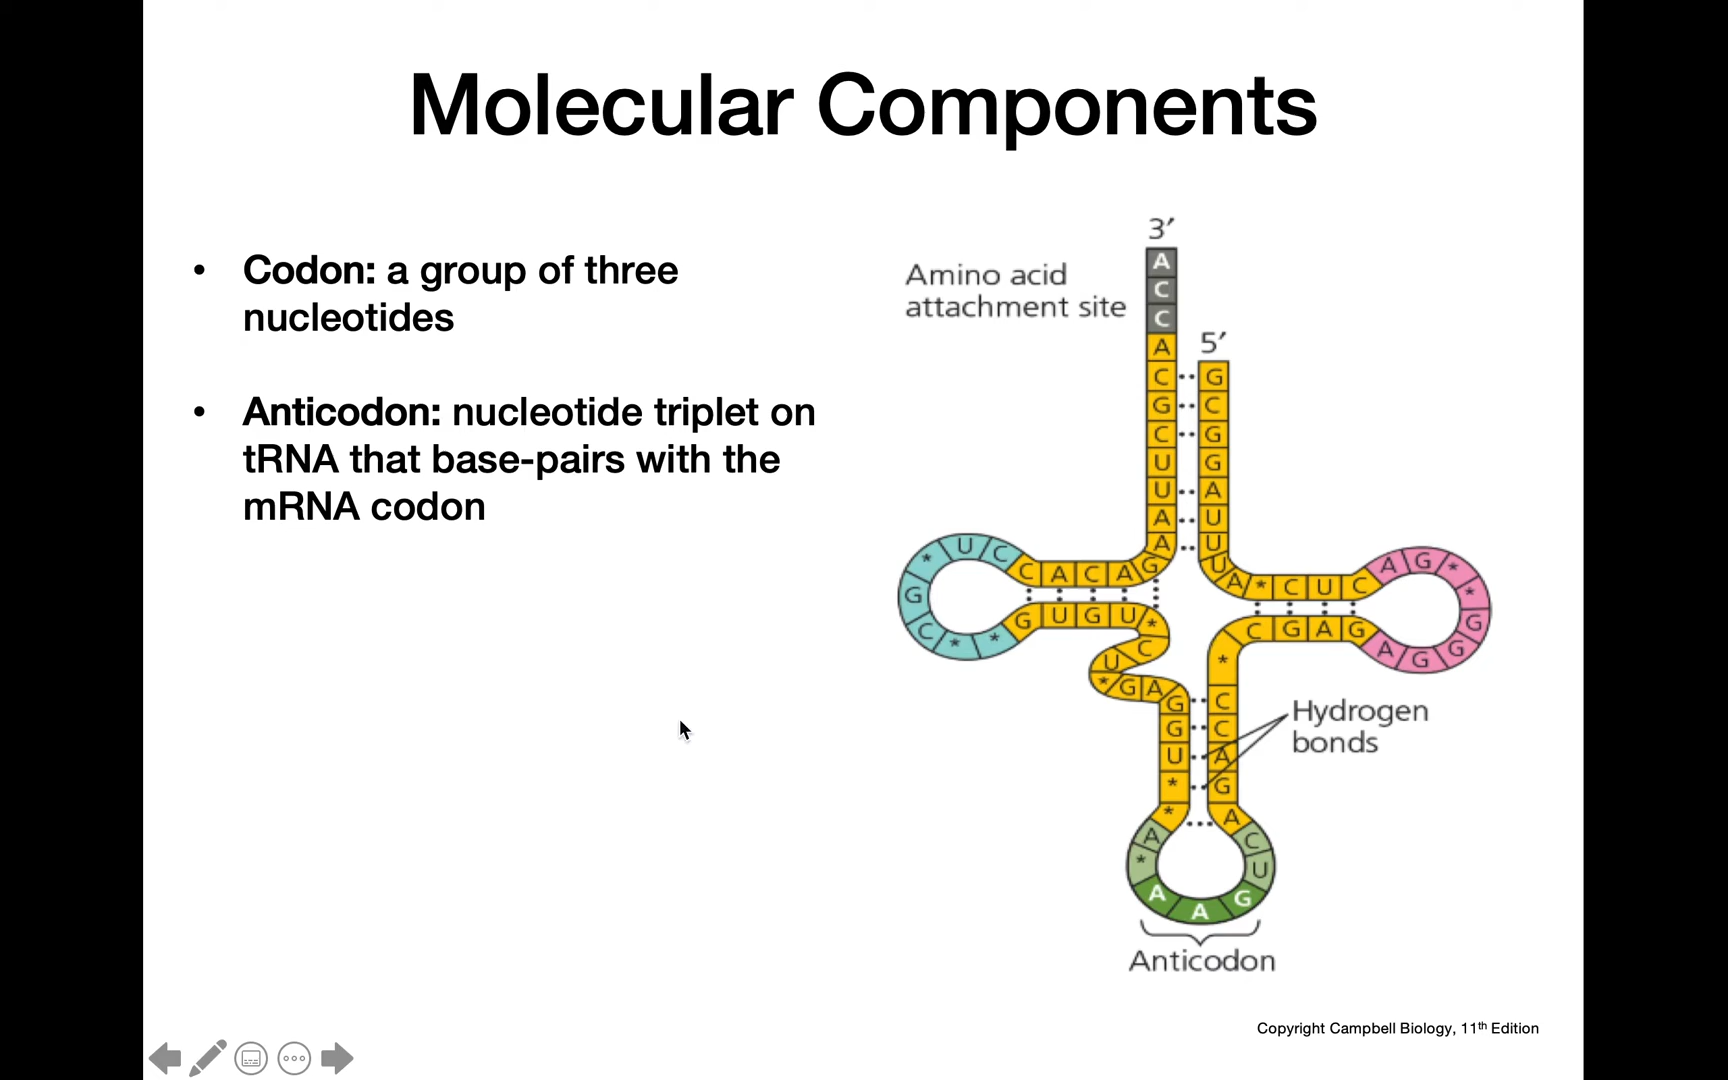 Molecular Components
• Codon: a group of three
nucleotides
• Anticodon: nucleotide triplet on
tRNA that base-pairs with the
mRNA codon
3′
Amino acid
attachment site
A
C
C
A
5′
C G
G C
C G
U G
U A
A U
A U
* U C C A C A G
U A * C U C A G * *
G C * * G U G U *
C G A G A G G G
C
U
* G A G
*
G C
U A
* G
* A
A C
* U
A A G
C
Hydrogen
bonds
Anticodon
Copyright Campbell Biology, 11th Edition